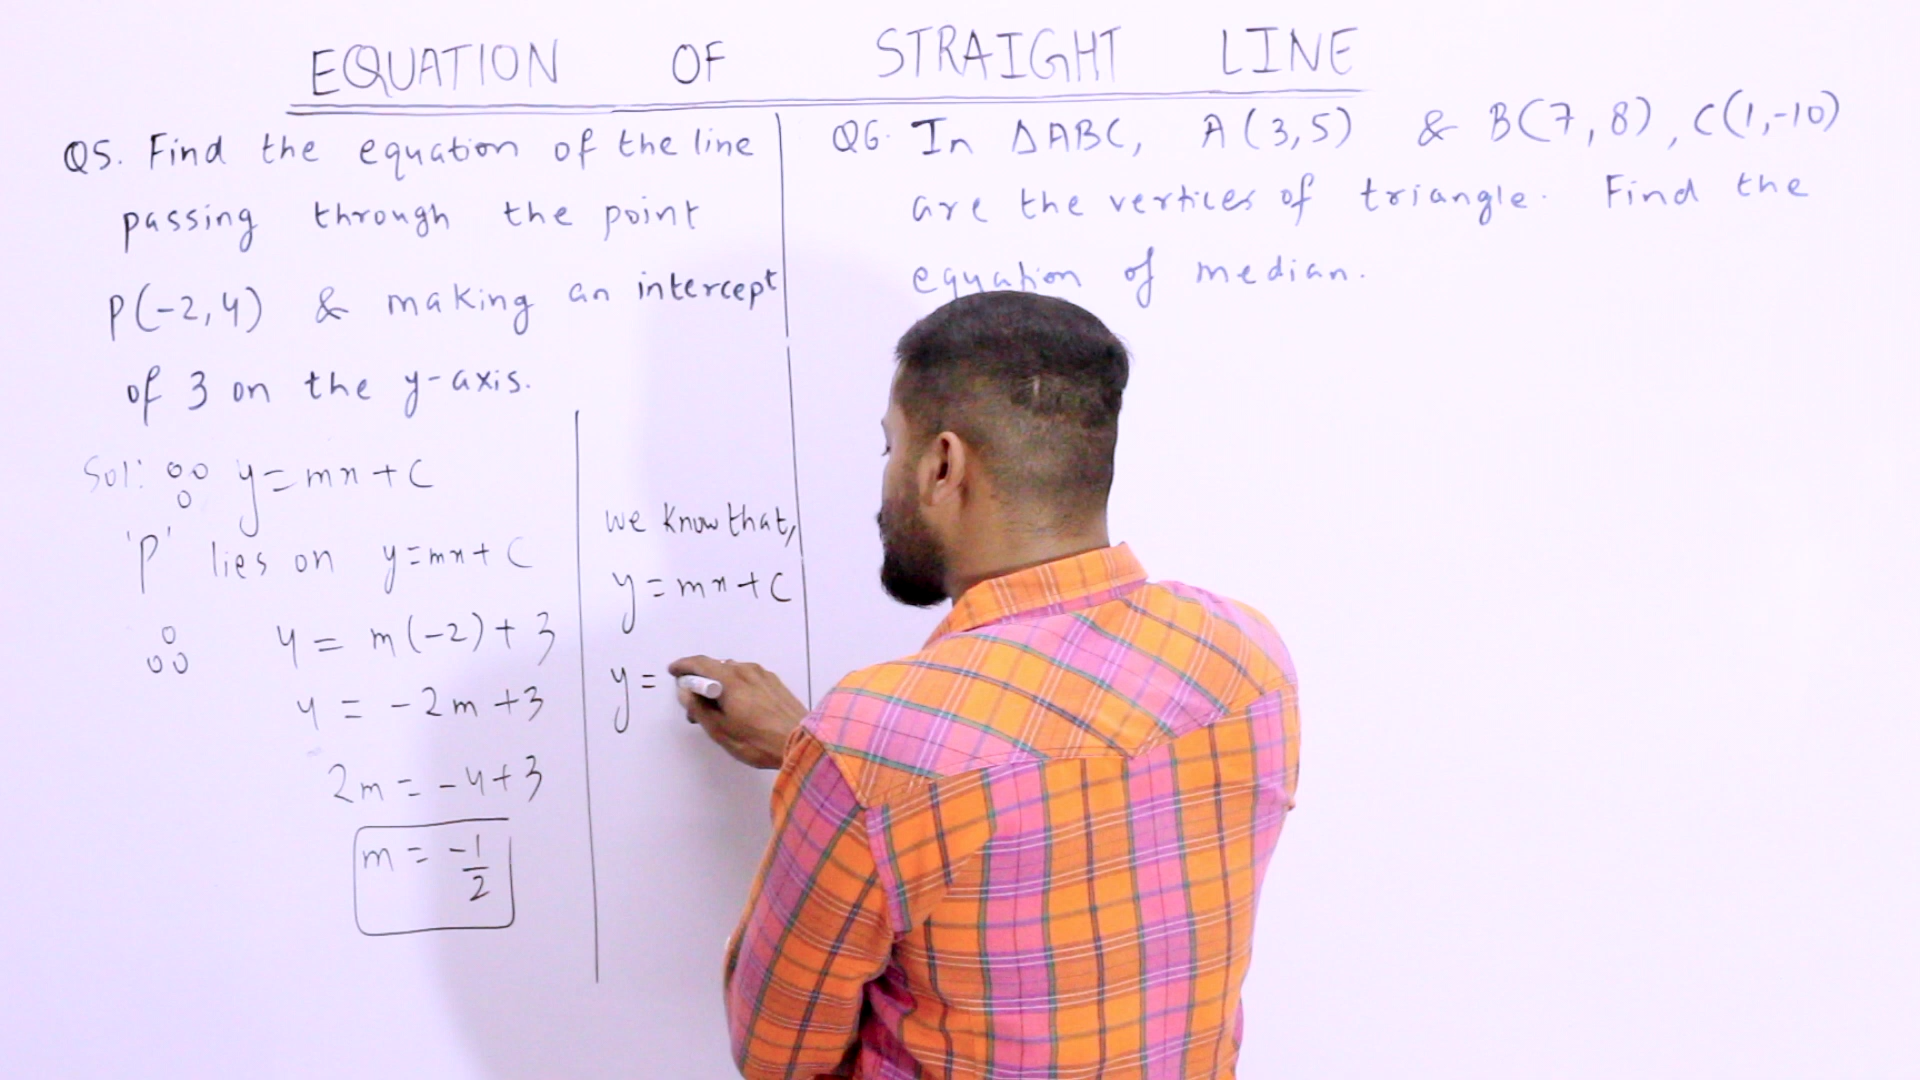 EQUATION OF STRAIGHT LINE
Q5. Find the equation of the line
passing through the point
P(-2,4) & making an intercept
of 3 on the y-axis.
Sol: ∵ y=mx+C
'P' lies on y=mx+C
∴ 4 = m(-2)+3
4 = -2m+3
2m = -4+3
m = -1/2
we know that,
y=mx+C
y=
Q6. In ΔABC, A(3,5) & B(7,8), C(1,-10)
are the vertices of triangle. Find the
equation of median.